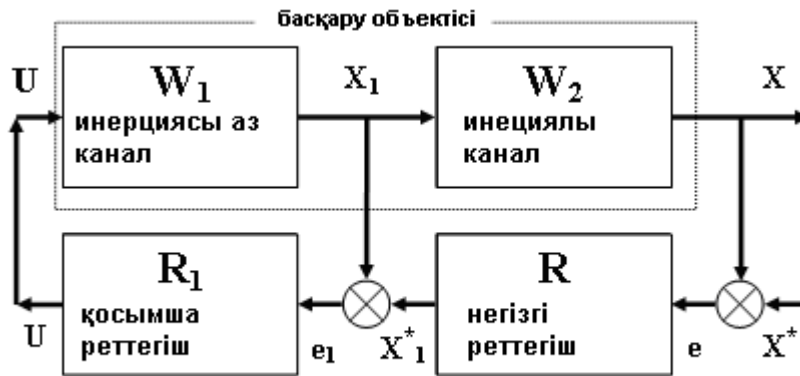 басқару объектісі
U
W₁
инерциясы аз
канал
X₁
W₂
инециялы
канал
X
R₁
қосымша
реттегіш
R
негізгі
реттегіш
U
e₁
X*₁
e
X*